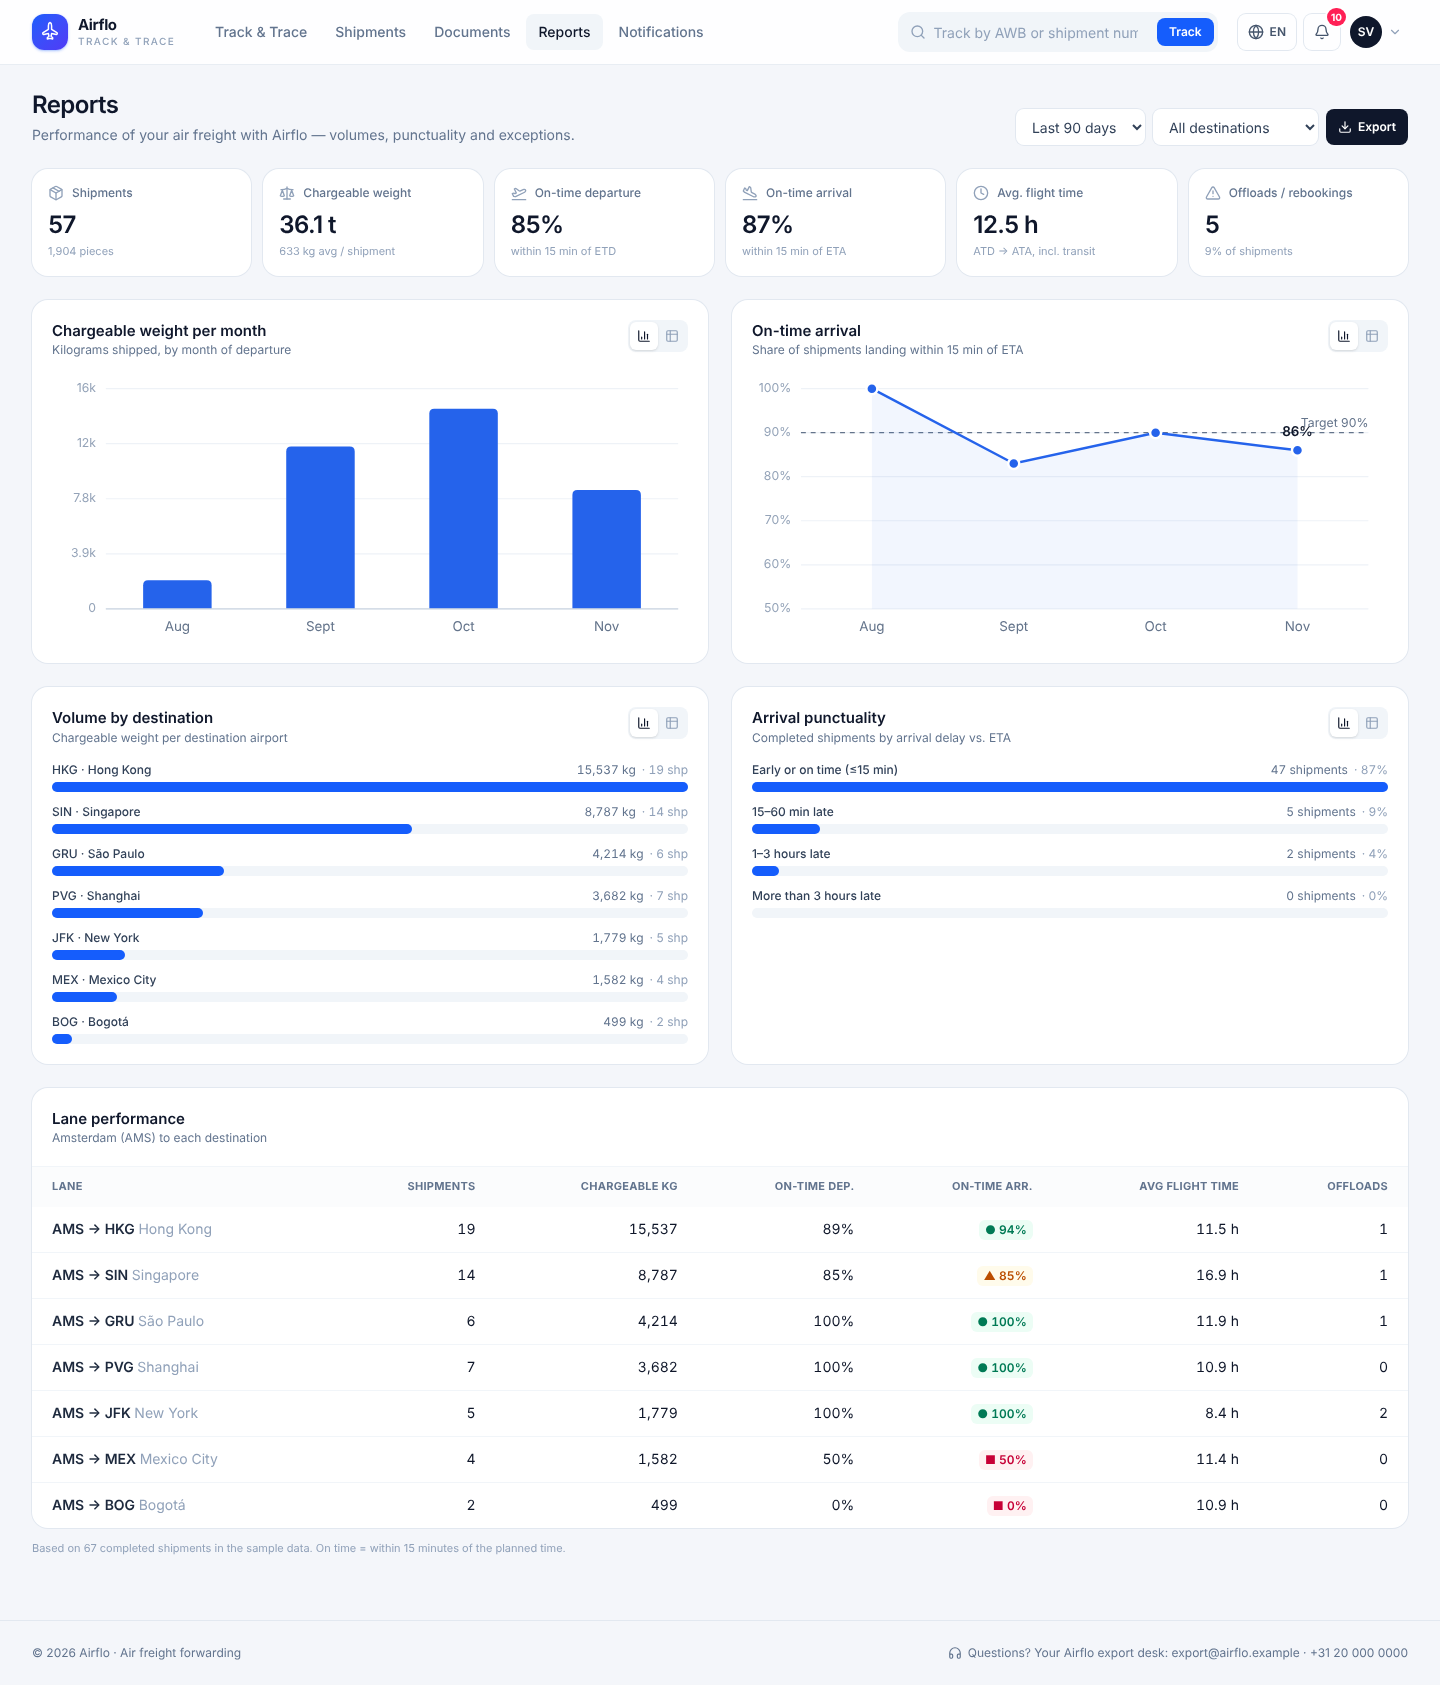 Airflo
TRACK & TRACE
Track & Trace
Shipments
Documents
Reports
Notifications
Track by AWB or shipment num
Track
EN
10
SV
Reports
Performance of your air freight with Airflo — volumes, punctuality and exceptions.
Last 90 days
All destinations
Export
Shipments
57
1,904 pieces
Chargeable weight
36.1 t
633 kg avg / shipment
On-time departure
85%
within 15 min of ETD
On-time arrival
87%
within 15 min of ETA
Avg. flight time
12.5 h
ATD → ATA, incl. transit
Offloads / rebookings
5
9% of shipments
Chargeable weight per month
Kilograms shipped, by month of departure
16k
12k
7.8k
3.9k
0
Aug Sept Oct Nov
On-time arrival
Share of shipments landing within 15 min of ETA
100%
90%
80%
70%
60%
50%
Target 90%
86%
Aug Sept Oct Nov
Volume by destination
Chargeable weight per destination airport
HKG · Hong Kong 15,537 kg · 19 shp
SIN · Singapore 8,787 kg · 14 shp
GRU · São Paulo 4,214 kg · 6 shp
PVG · Shanghai 3,682 kg · 7 shp
JFK · New York 1,779 kg · 5 shp
MEX · Mexico City 1,582 kg · 4 shp
BOG · Bogotá 499 kg · 2 shp
Arrival punctuality
Completed shipments by arrival delay vs. ETA
Early or on time (≤15 min) 47 shipments · 87%
15–60 min late 5 shipments · 9%
1–3 hours late 2 shipments · 4%
More than 3 hours late 0 shipments · 0%
Lane performance
Amsterdam (AMS) to each destination
LANE SHIPMENTS CHARGEABLE KG ON-TIME DEP. ON-TIME ARR. AVG FLIGHT TIME OFFLOADS
AMS → HKG Hong Kong 19 15,537 89% 94% 11.5 h 1
AMS → SIN Singapore 14 8,787 85% 85% 16.9 h 1
AMS → GRU São Paulo 6 4,214 100% 100% 11.9 h 1
AMS → PVG Shanghai 7 3,682 100% 100% 10.9 h 0
AMS → JFK New York 5 1,779 100% 100% 8.4 h 2
AMS → MEX Mexico City 4 1,582 50% 50% 11.4 h 0
AMS → BOG Bogotá 2 499 0% 0% 10.9 h 0
Based on 67 completed shipments in the sample data. On time = within 15 minutes of the planned time.
© 2026 Airflo · Air freight forwarding
Questions? Your Airflo export desk: export@airflo.example · +31 20 000 0000